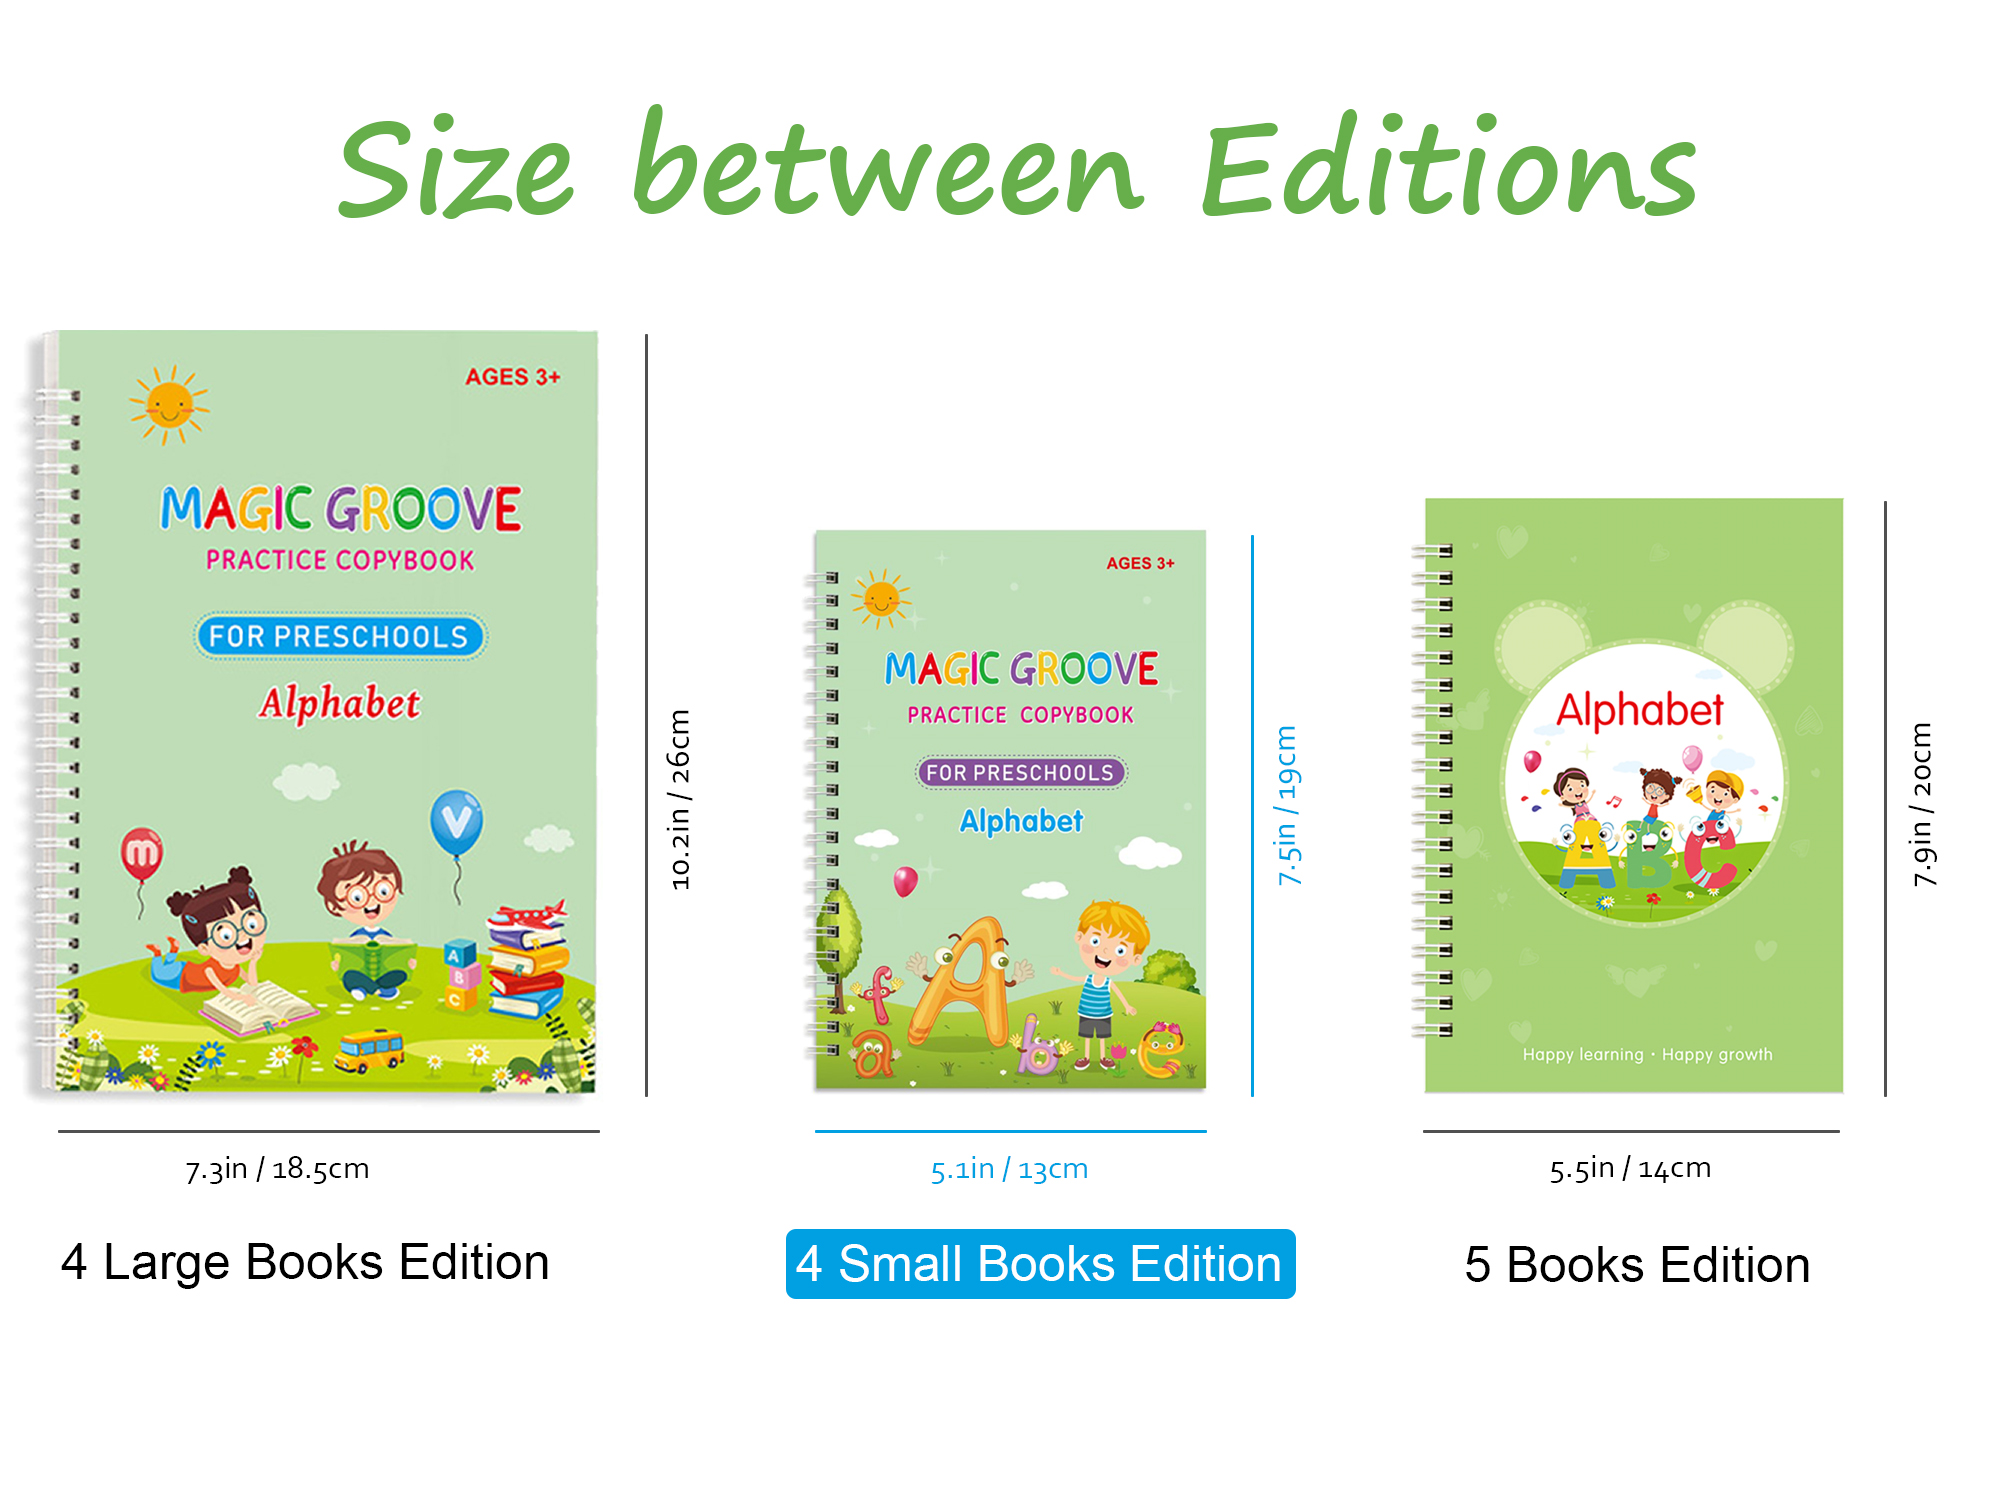 Size between Editions
AGES 3+
MAGIC GROOVE
PRACTICE COPYBOOK
FOR PRESCHOOLS
Alphabet
m
V
A
B
C
10.2in / 26cm
7.3in / 18.5cm
4 Large Books Edition
AGES 3+
MAGIC GROOVE
PRACTICE COPYBOOK
FOR PRESCHOOLS
Alphabet
f
A
a
b
e
7.5in / 19cm
5.1in / 13cm
4 Small Books Edition
Alphabet
ABC
Happy learning · Happy growth
7.9in / 20cm
5.5in / 14cm
5 Books Edition